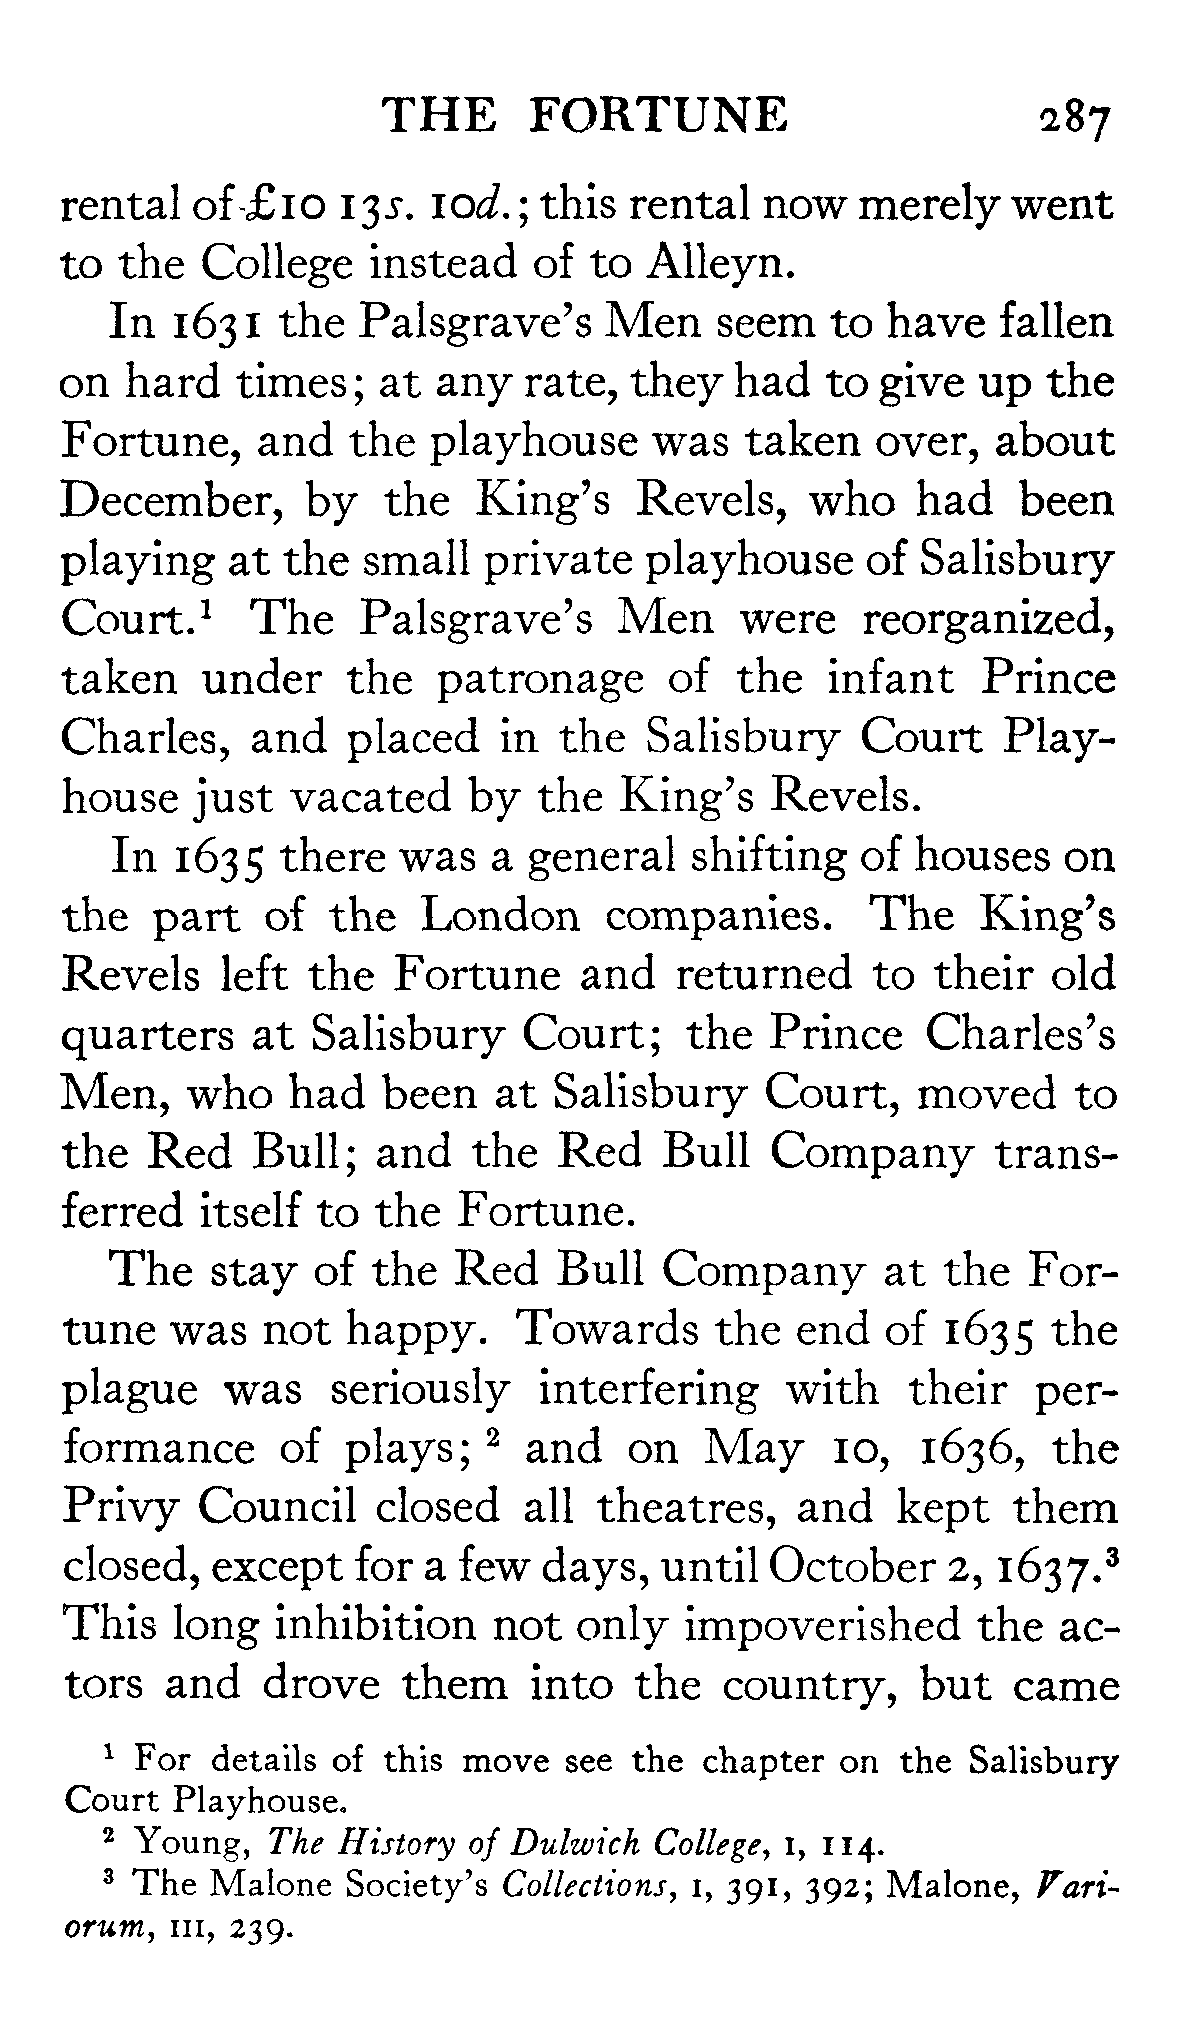 THE FORTUNE 287
rental of £10 13s. 10d.; this rental now merely went
to the College instead of to Alleyn.
In 1631 the Palsgrave's Men seem to have fallen
on hard times; at any rate, they had to give up the
Fortune, and the playhouse was taken over, about
December, by the King's Revels, who had been
playing at the small private playhouse of Salisbury
Court.¹ The Palsgrave's Men were reorganized,
taken under the patronage of the infant Prince
Charles, and placed in the Salisbury Court Play-
house just vacated by the King's Revels.
In 1635 there was a general shifting of houses on
the part of the London companies. The King's
Revels left the Fortune and returned to their old
quarters at Salisbury Court; the Prince Charles's
Men, who had been at Salisbury Court, moved to
the Red Bull; and the Red Bull Company trans-
ferred itself to the Fortune.
The stay of the Red Bull Company at the For-
tune was not happy. Towards the end of 1635 the
plague was seriously interfering with their per-
formance of plays; ² and on May 10, 1636, the
Privy Council closed all theatres, and kept them
closed, except for a few days, until October 2, 1637.³
This long inhibition not only impoverished the ac-
tors and drove them into the country, but came
¹ For details of this move see the chapter on the Salisbury
Court Playhouse.
² Young, The History of Dulwich College, I, 114.
³ The Malone Society's Collections, I, 391, 392; Malone, Vari-
orum, III, 239.